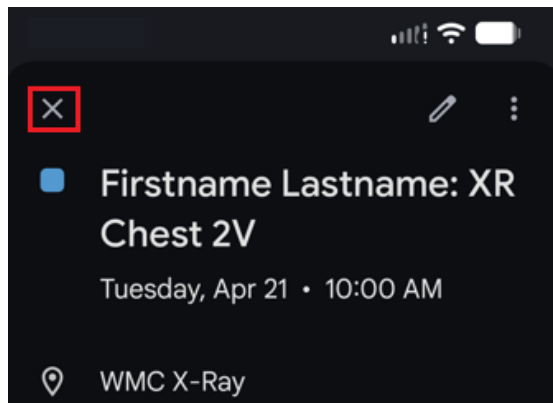 Firstname Lastname: XR
Chest 2V
Tuesday, Apr 21 • 10:00 AM
WMC X-Ray